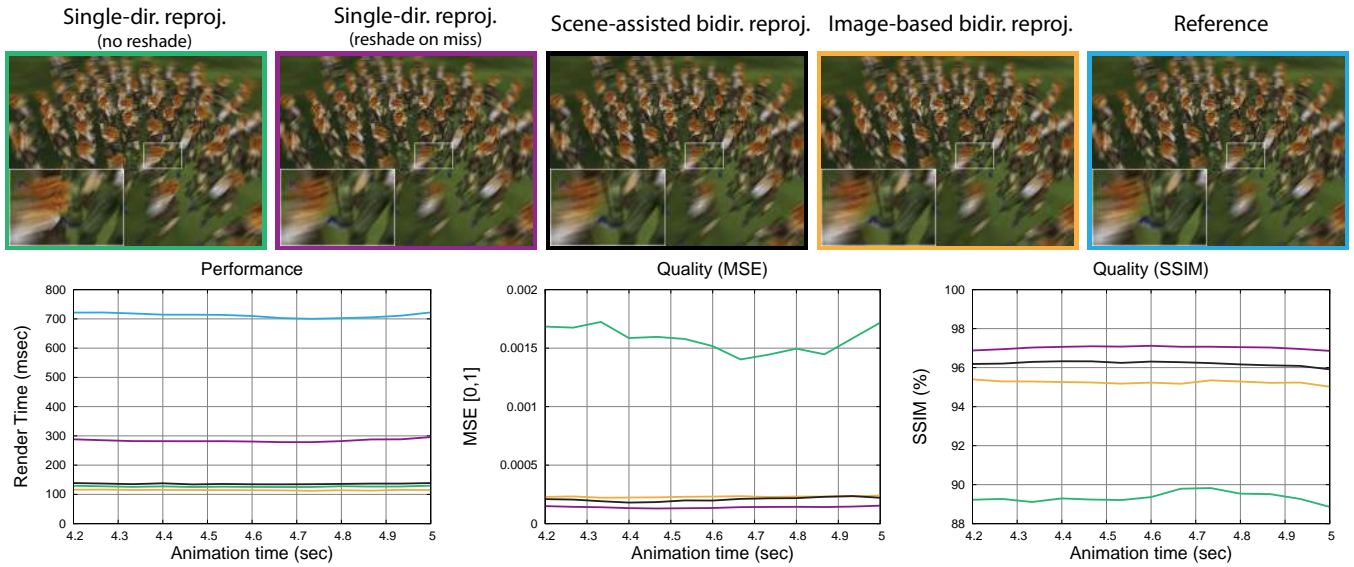 Single-dir. reproj.
(no reshade)
Single-dir. reproj.
(reshade on miss)
Scene-assisted bidir. reproj.
Image-based bidir. reproj.
Reference
Performance
Render Time (msec)
800
700
600
500
400
300
200
100
0
4.2 4.3 4.4 4.5 4.6 4.7 4.8 4.9 5
Animation time (sec)
Quality (MSE)
MSE [0,1]
0.002
0.0015
0.001
0.0005
0
4.2 4.3 4.4 4.5 4.6 4.7 4.8 4.9 5
Animation time (sec)
Quality (SSIM)
SSIM (%)
100
98
96
94
92
90
88
4.2 4.3 4.4 4.5 4.6 4.7 4.8 4.9 5
Animation time (sec)